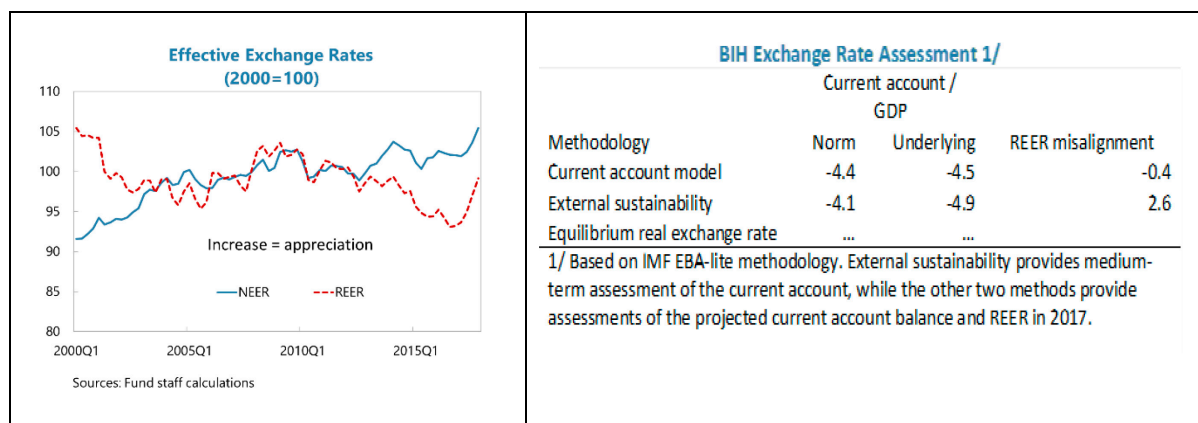 Effective Exchange Rates
(2000=100)
110
105
100
95
90
85
80
Increase = appreciation
NEER
REER
2000Q1 2005Q1 2010Q1 2015Q1
Sources: Fund staff calculations
BIH Exchange Rate Assessment 1/
Current account /
GDP
Methodology Norm Underlying REER misalignment
Current account model -4.4 -4.5 -0.4
External sustainability -4.1 -4.9 2.6
Equilibrium real exchange rate ... ...
1/ Based on IMF EBA-lite methodology. External sustainability provides medium-
term assessment of the current account, while the other two methods provide
assessments of the projected current account balance and REER in 2017.